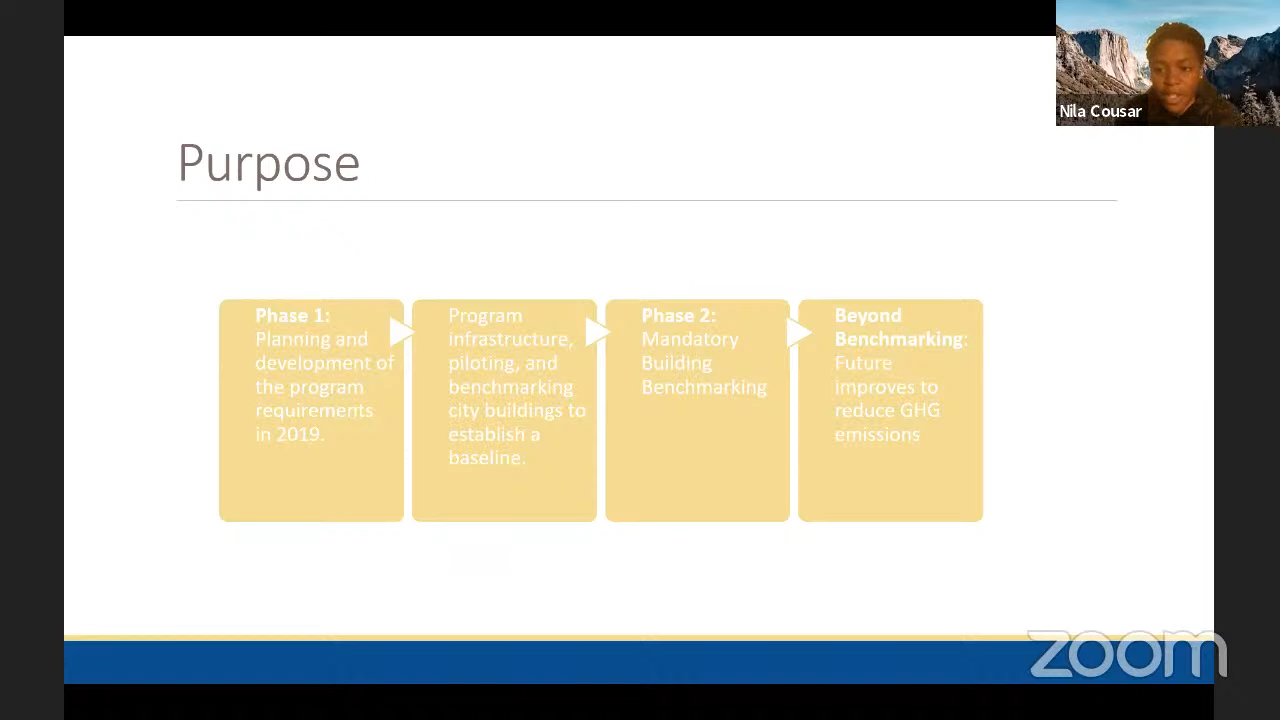 Nila Cousar
Purpose
Phase 1:
Planning and
development of
the program
requirements
in 2019.
Program
infrastructure,
piloting, and
benchmarking
city buildings to
establish a
baseline.
Phase 2:
Mandatory
Building
Benchmarking
Beyond
Benchmarking:
Future
improves to
reduce GHG
emissions
zoom